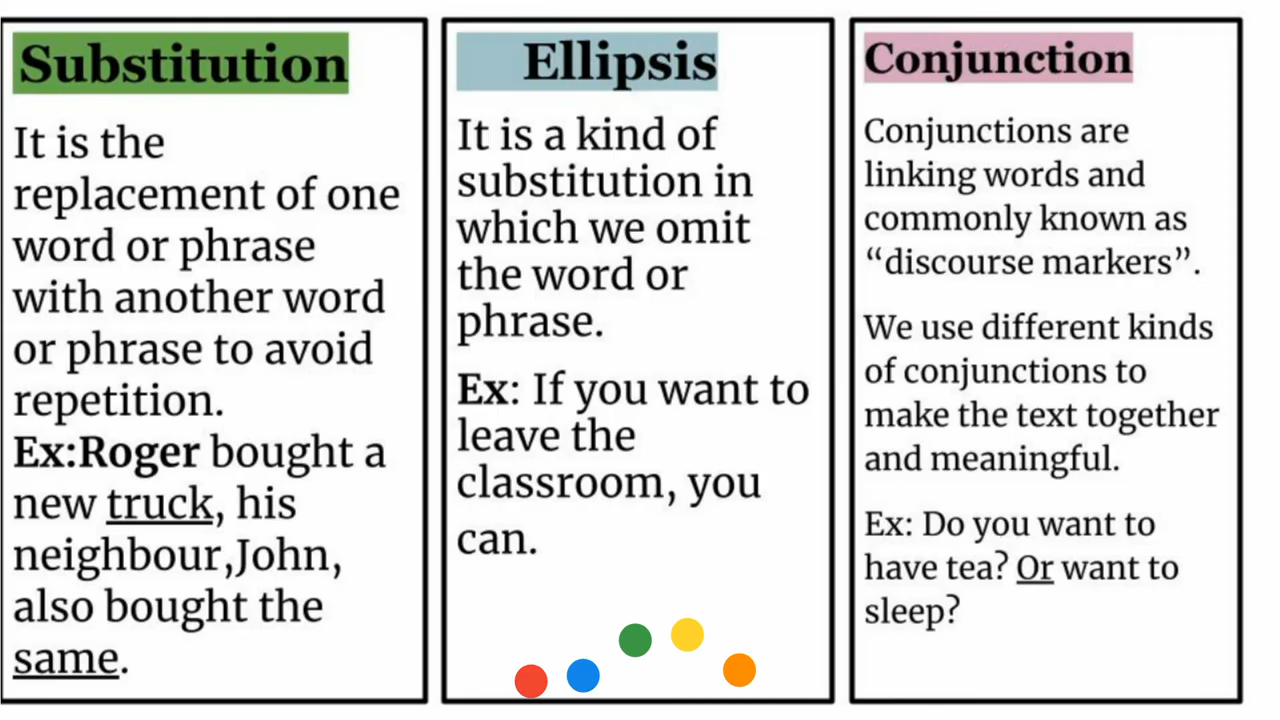 Substitution
It is the
replacement of one
word or phrase
with another word
or phrase to avoid
repetition.
Ex:Roger bought a
new truck, his
neighbour,John,
also bought the
same.
Ellipsis
It is a kind of
substitution in
which we omit
the word or
phrase.
Ex: If you want to
leave the
classroom, you
can.
Conjunction
Conjunctions are
linking words and
commonly known as
“discourse markers”.
We use different kinds
of conjunctions to
make the text together
and meaningful.
Ex: Do you want to
have tea? Or want to
sleep?